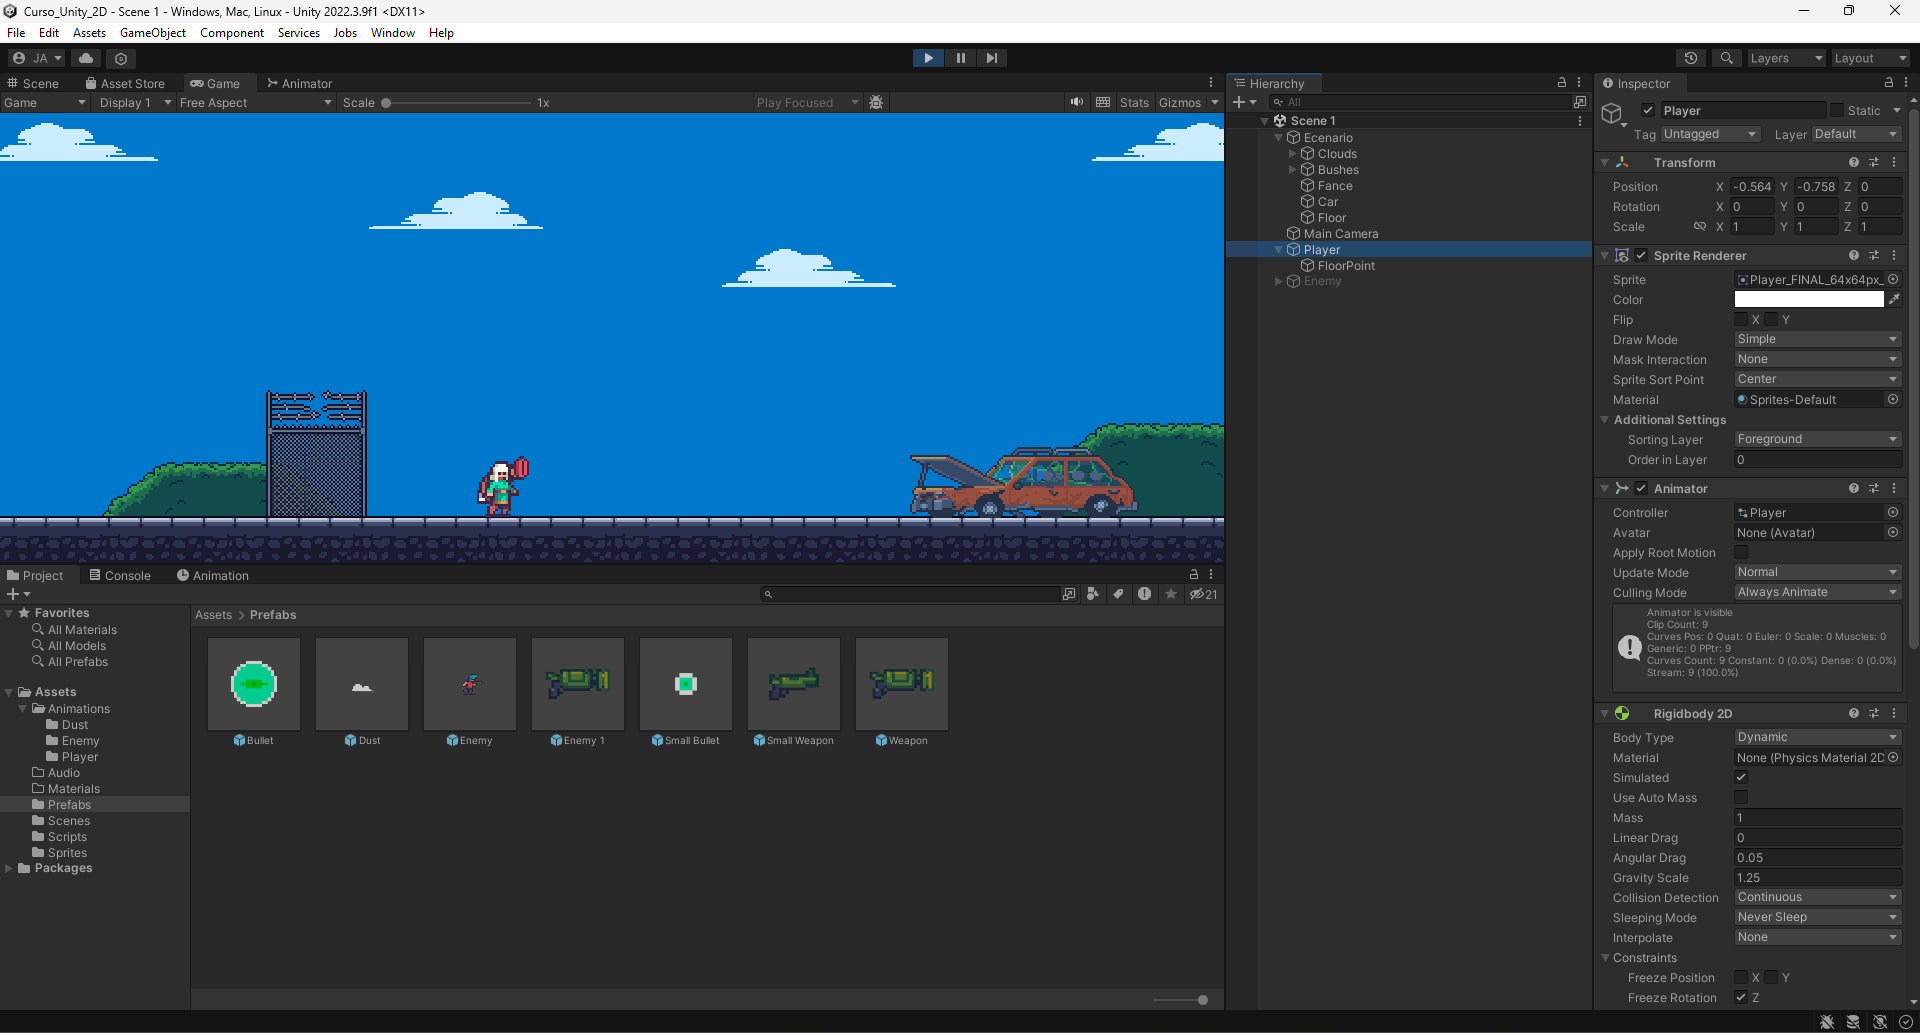 Curso_Unity_2D - Scene 1 - Windows, Mac, Linux - Unity 2022.3.9f1 <DX11>
File Edit Assets GameObject Component Services Jobs Window Help
JA
Layers Layout
Scene Asset Store Game Animator
Game Display 1 Free Aspect Scale 1x Play Focused Stats Gizmos
Hierarchy
All
Scene 1
Ecenario
Clouds
Bushes
Fance
Car
Floor
Main Camera
Player
FloorPoint
Enemy
Inspector
Player Static
Tag Untagged Layer Default
Transform
Position X -0.564 Y -0.758 Z 0
Rotation X 0 Y 0 Z 0
Scale X 1 Y 1 Z 1
Sprite Renderer
Sprite Player_FINAL_64x64px_
Color
Flip X Y
Draw Mode Simple
Mask Interaction None
Sprite Sort Point Center
Material Sprites-Default
Additional Settings
Sorting Layer Foreground
Order in Layer 0
Animator
Controller Player
Avatar None (Avatar)
Apply Root Motion
Update Mode Normal
Culling Mode Always Animate
Animator is visible
Clip Count: 9
Curves Pos: 0 Quat: 0 Euler: 0 Scale: 0 Muscles: 0
Generic: 0 PPtr: 9
Curves Count: 9 Constant: 0 (0.0%) Dense: 0 (0.0%)
Stream: 9 (100.0%)
Rigidbody 2D
Body Type Dynamic
Material None (Physics Material 2D
Simulated
Use Auto Mass
Mass 1
Linear Drag 0
Angular Drag 0.05
Gravity Scale 1.25
Collision Detection Continuous
Sleeping Mode Never Sleep
Interpolate None
Constraints
Freeze Position X Y
Freeze Rotation Z
Project Console Animation
21
Favorites
All Materials
All Models
All Prefabs
Assets
Animations
Dust
Enemy
Player
Audio
Materials
Prefabs
Scenes
Scripts
Sprites
Packages
Assets > Prefabs
Bullet Dust Enemy Enemy 1 Small Bullet Small Weapon Weapon